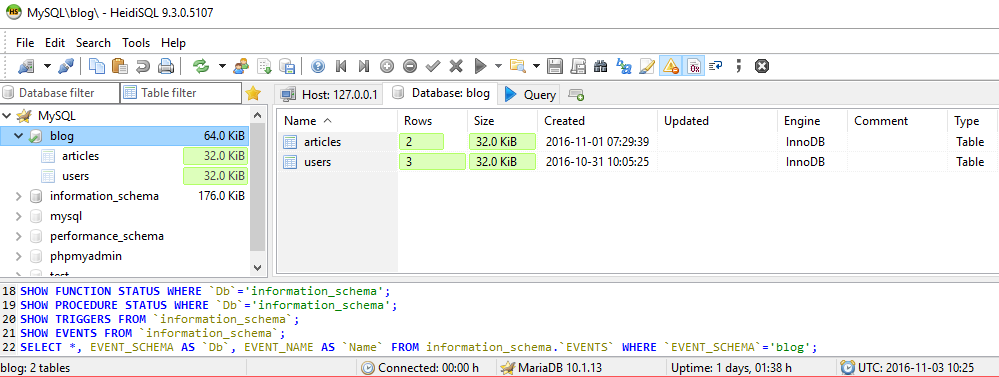 MySQL\blog\ - HeidiSQL 9.3.0.5107
File Edit Search Tools Help
Database filter Table filter Host: 127.0.0.1 Database: blog Query
MySQL
blog 64.0 KiB
articles 32.0 KiB
users 32.0 KiB
information_schema 176.0 KiB
mysql
performance_schema
phpmyadmin
test
Name Rows Size Created Updated Engine Comment Type
articles 2 32.0 KiB 2016-11-01 07:29:39 InnoDB Table
users 3 32.0 KiB 2016-10-31 10:05:25 InnoDB Table
18 SHOW FUNCTION STATUS WHERE `Db`='information_schema';
19 SHOW PROCEDURE STATUS WHERE `Db`='information_schema';
20 SHOW TRIGGERS FROM `information_schema`;
21 SHOW EVENTS FROM `information_schema`;
22 SELECT *, EVENT_SCHEMA AS `Db`, EVENT_NAME AS `Name` FROM information_schema.`EVENTS` WHERE `EVENT_SCHEMA`='blog';
blog: 2 tables Connected: 00:00 h MariaDB 10.1.13 Uptime: 1 days, 01:38 h UTC: 2016-11-03 10:25